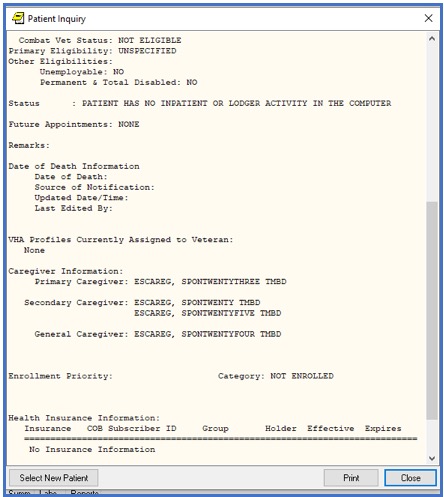 Patient Inquiry
Combat Vet Status: NOT ELIGIBLE
Primary Eligibility: UNSPECIFIED
Other Eligibilities:
Unemployable: NO
Permanent & Total Disabled: NO
Status : PATIENT HAS NO INPATIENT OR LODGER ACTIVITY IN THE COMPUTER
Future Appointments: NONE
Remarks:
Date of Death Information
Date of Death:
Source of Notification:
Updated Date/Time:
Last Edited By:
VHA Profiles Currently Assigned to Veteran:
None
Caregiver Information:
Primary Caregiver: ESCAREG, SPONTWENTYTHREE TMBD
Secondary Caregiver: ESCAREG, SPONTWENTY TMBD
ESCAREG, SPONTWENTYFIVE TMBD
General Caregiver: ESCAREG, SPONTWENTYFOUR TMBD
Enrollment Priority: Category: NOT ENROLLED
Health Insurance Information:
Insurance COB Subscriber ID Group Holder Effective Expires
===========================================================================
No Insurance Information
Select New Patient Print Close
Summ Labs Reports